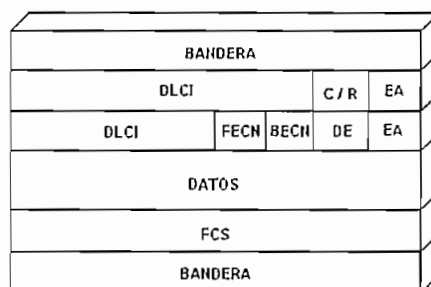 BANDERA
DLCI C / R EA
DLCI FECN BECN DE EA
DATOS
FCS
BANDERA